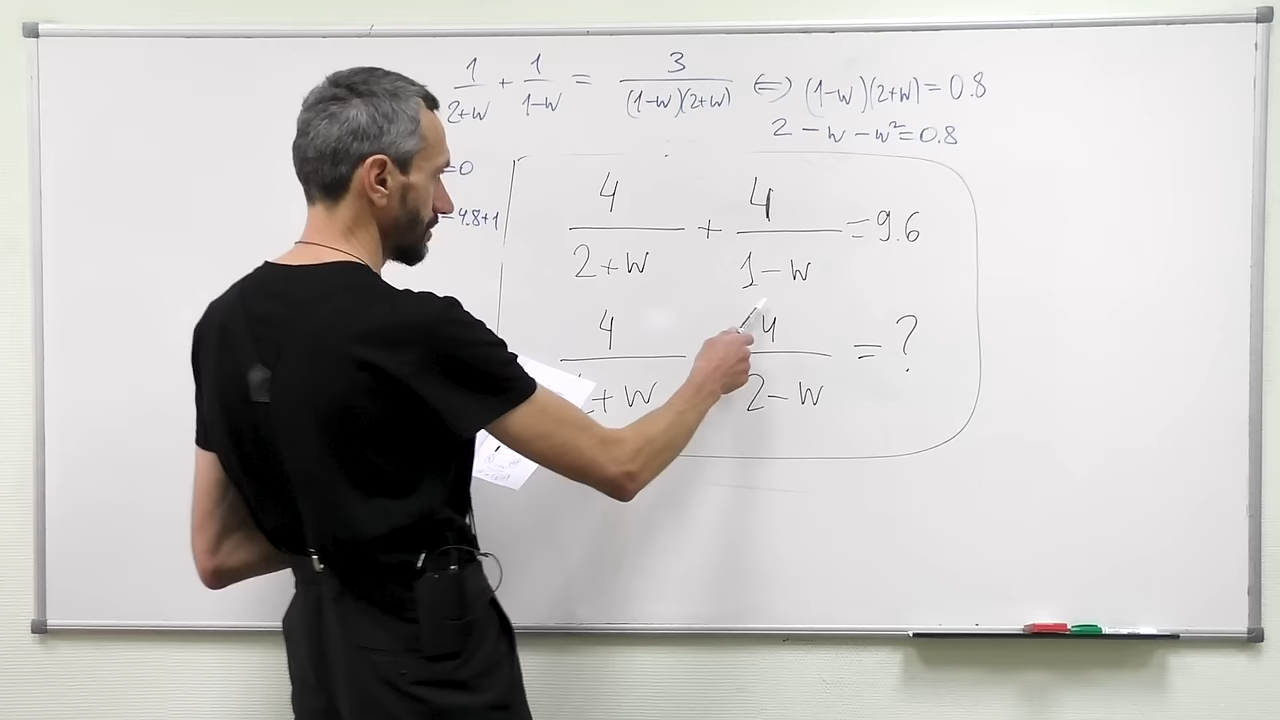 1/(2+w) + 1/(1-w) = 3/((1-w)(2+w)) ⇔ (1-w)(2+w) = 0.8
2 - w - w² = 0.8
=0
=4.8+1
4/(2+w) + 4/(1-w) = 9.6
4/(+w) 4/(2-w) = ?